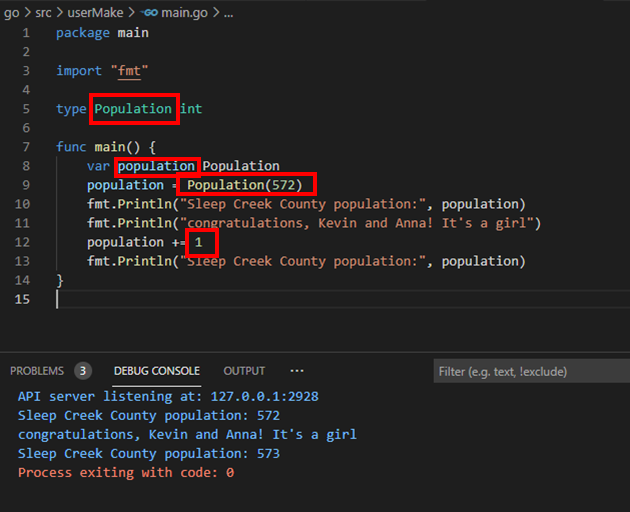 go > src > userMake > main.go > ...
1 package main
2
3 import "fmt"
4
5 type Population int
6
7 func main() {
8 var population Population
9 population = Population(572)
10 fmt.Println("Sleep Creek County population:", population)
11 fmt.Println("congratulations, Kevin and Anna! It's a girl")
12 population += 1
13 fmt.Println("Sleep Creek County population:", population)
14 }
15
PROBLEMS 3 DEBUG CONSOLE OUTPUT ... Filter (e.g. text, !exclude)
API server listening at: 127.0.0.1:2928
Sleep Creek County population: 572
congratulations, Kevin and Anna! It's a girl
Sleep Creek County population: 573
Process exiting with code: 0